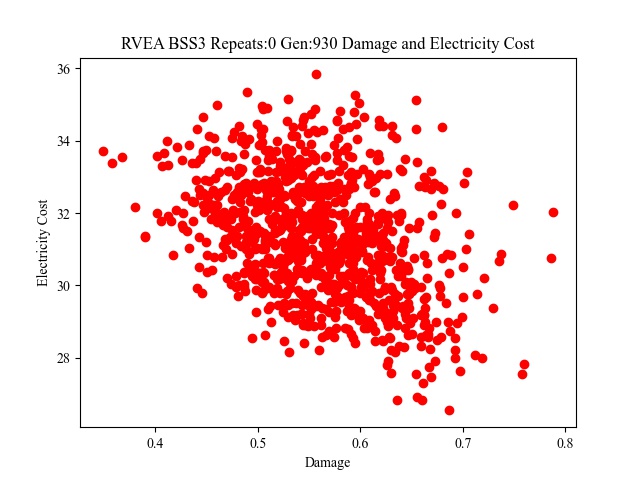 RVEA BSS3 Repeats:0 Gen:930 Damage and Electricity Cost
36
34
32
30
28
Electricity Cost
0.4 0.5 0.6 0.7 0.8
Damage